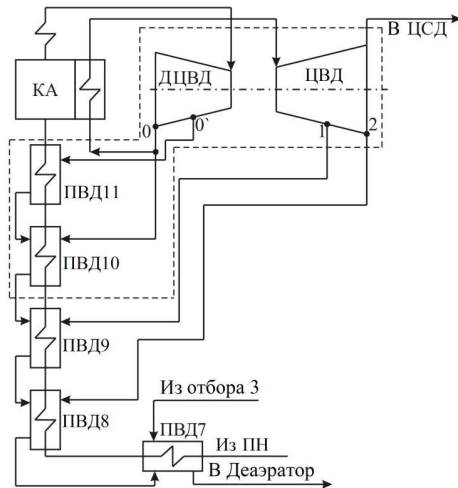 В ЦСД
КА
ДЦВД
ЦВД
0
0`
1
2
ПВД11
ПВД10
ПВД9
ПВД8
Из отбора 3
ПВД7
Из ПН
В Деаэратор